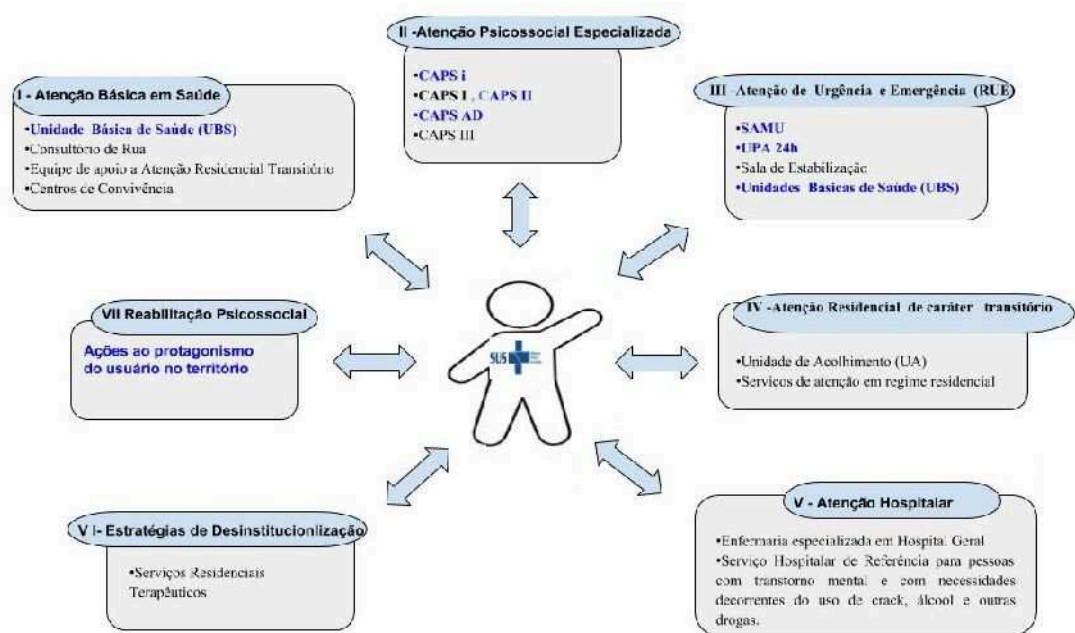 I - Atenção Básica em Saúde
•Unidade Básica de Saúde (UBS)
•Consultório de Rua
•Equipe de apoio a Atenção Residencial Transitório
•Centros de Convivência
II -Atenção Psicossocial Especializada
•CAPS i
•CAPS I , CAPS II
•CAPS AD
•CAPS III
III -Atenção de Urgência e Emergência (RUE)
•SAMU
•UPA 24h
•Sala de Estabilização
•Unidades Basicas de Saúde (UBS)
IV -Atenção Residencial de caráter transitório
•Unidade de Acolhimento (UA)
•Serviços de atenção em regime residencial
V - Atenção Hospitalar
•Enfermaria especializada em Hospital Geral
•Serviço Hospitalar de Referência para pessoas
com transtorno mental e com necessidades
decorrentes do uso de crack, álcool e outras
drogas.
V I- Estratégias de Desinstitucionlização
•Serviços Residenciais
Terapêuticos
VII Reabilitação Psicossocial
Ações ao protagonismo
do usuário no território
SUS